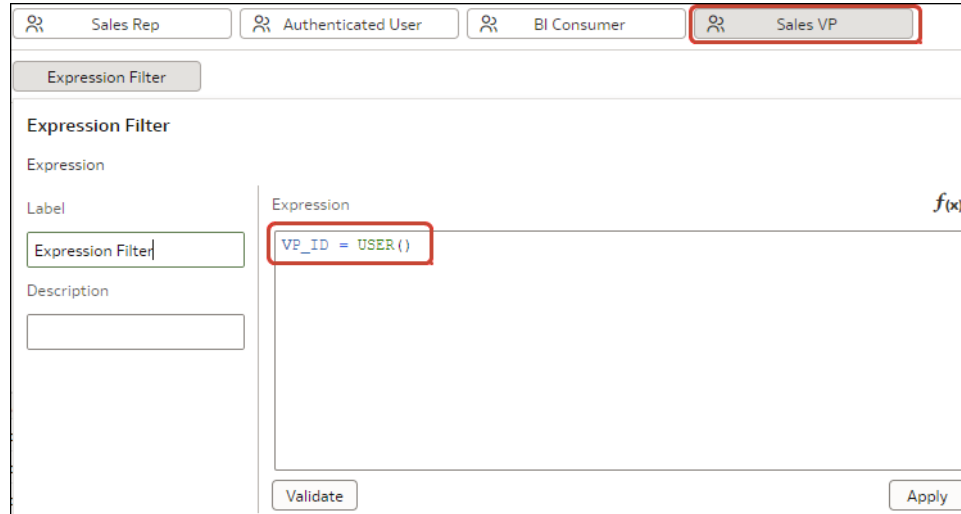 Sales Rep Authenticated User BI Consumer Sales VP
Expression Filter
Expression Filter
Expression
Label
Expression Filter
Description
Expression
f(x)
VP_ID = USER()
Validate Apply